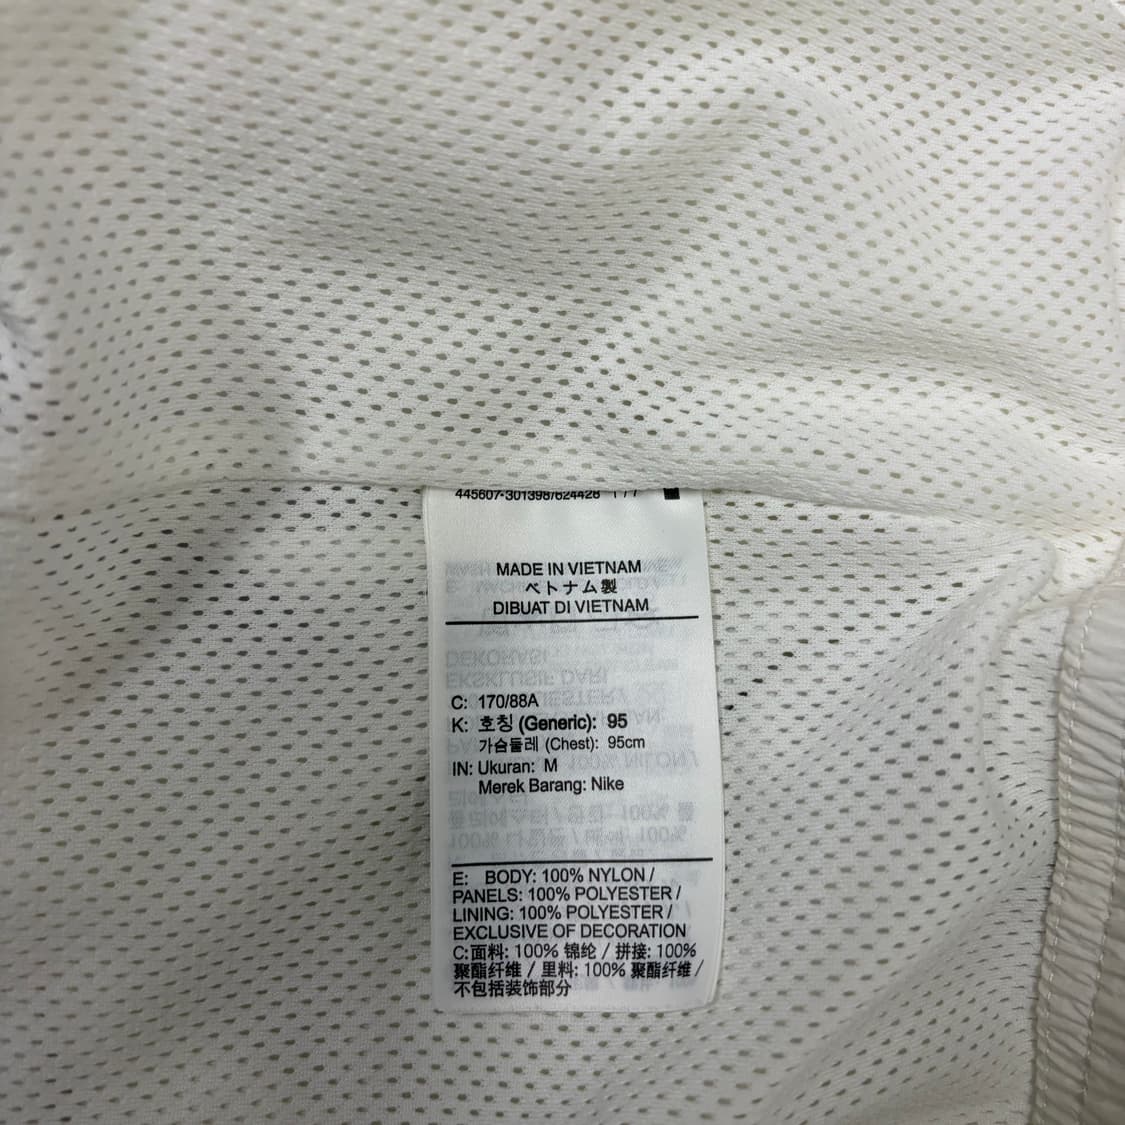 445607-301398/624428 1 / 7
MADE IN VIETNAM
ベトナム製
DIBUAT DI VIETNAM
C: 170/88A
K: 호칭 (Generic): 95
가슴둘레 (Chest): 95cm
IN: Ukuran: M
Merek Barang: Nike
E: BODY: 100% NYLON /
PANELS: 100% POLYESTER /
LINING: 100% POLYESTER /
EXCLUSIVE OF DECORATION
C:面料: 100% 锦纶 / 拼接: 100%
聚酯纤维 / 里料: 100% 聚酯纤维 /
不包括装饰部分